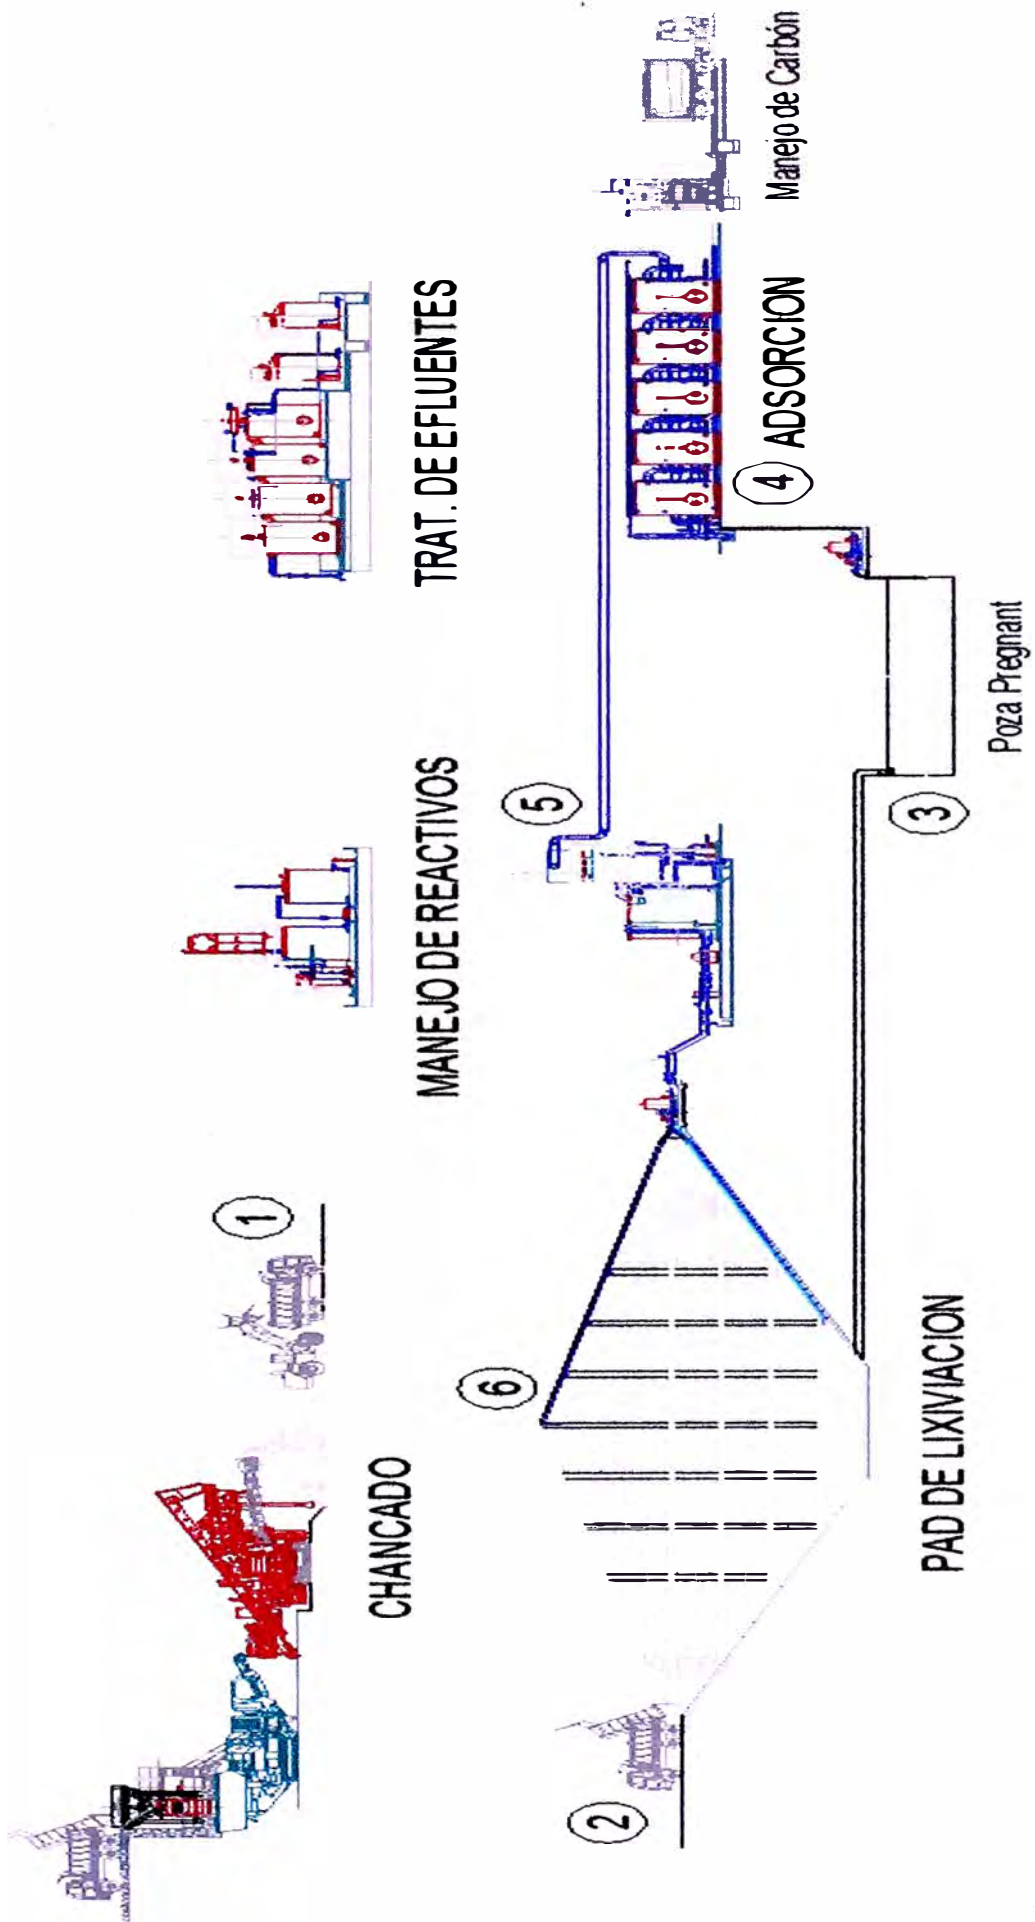 1
CHANCADO
MANEJO DE REACTIVOS
TRAT. DE EFLUENTES
2
6
PAD DE LIXIVIACION
5
3
Poza Pregnant
4
ADSORCION
Manejo de Carbón